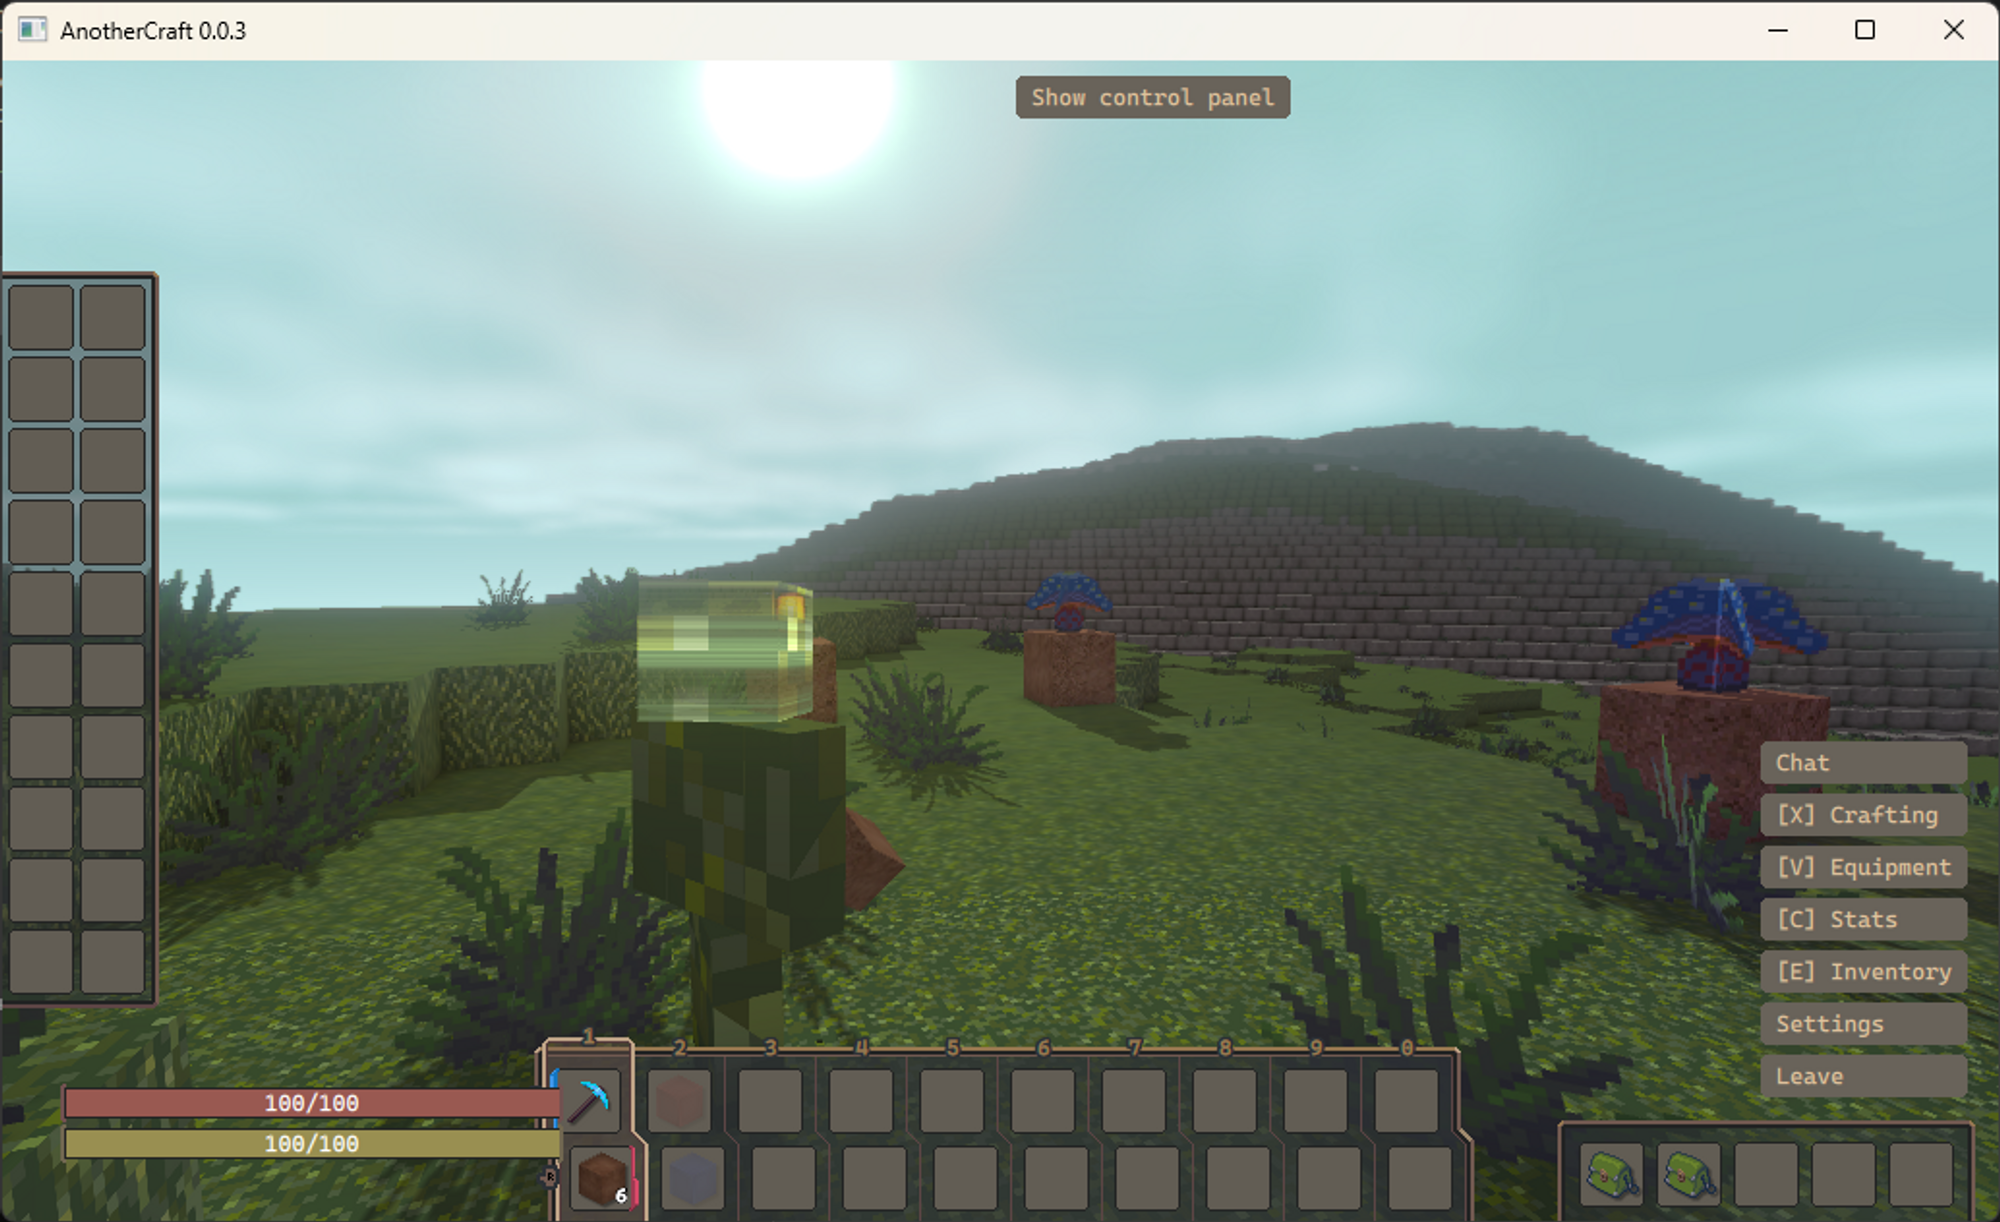 AnotherCraft 0.0.3
Show control panel
Chat
[X] Crafting
[V] Equipment
[C] Stats
[E] Inventory
Settings
Leave
1 2 3 4 5 6 7 8 9 0
100/100
100/100
R
6